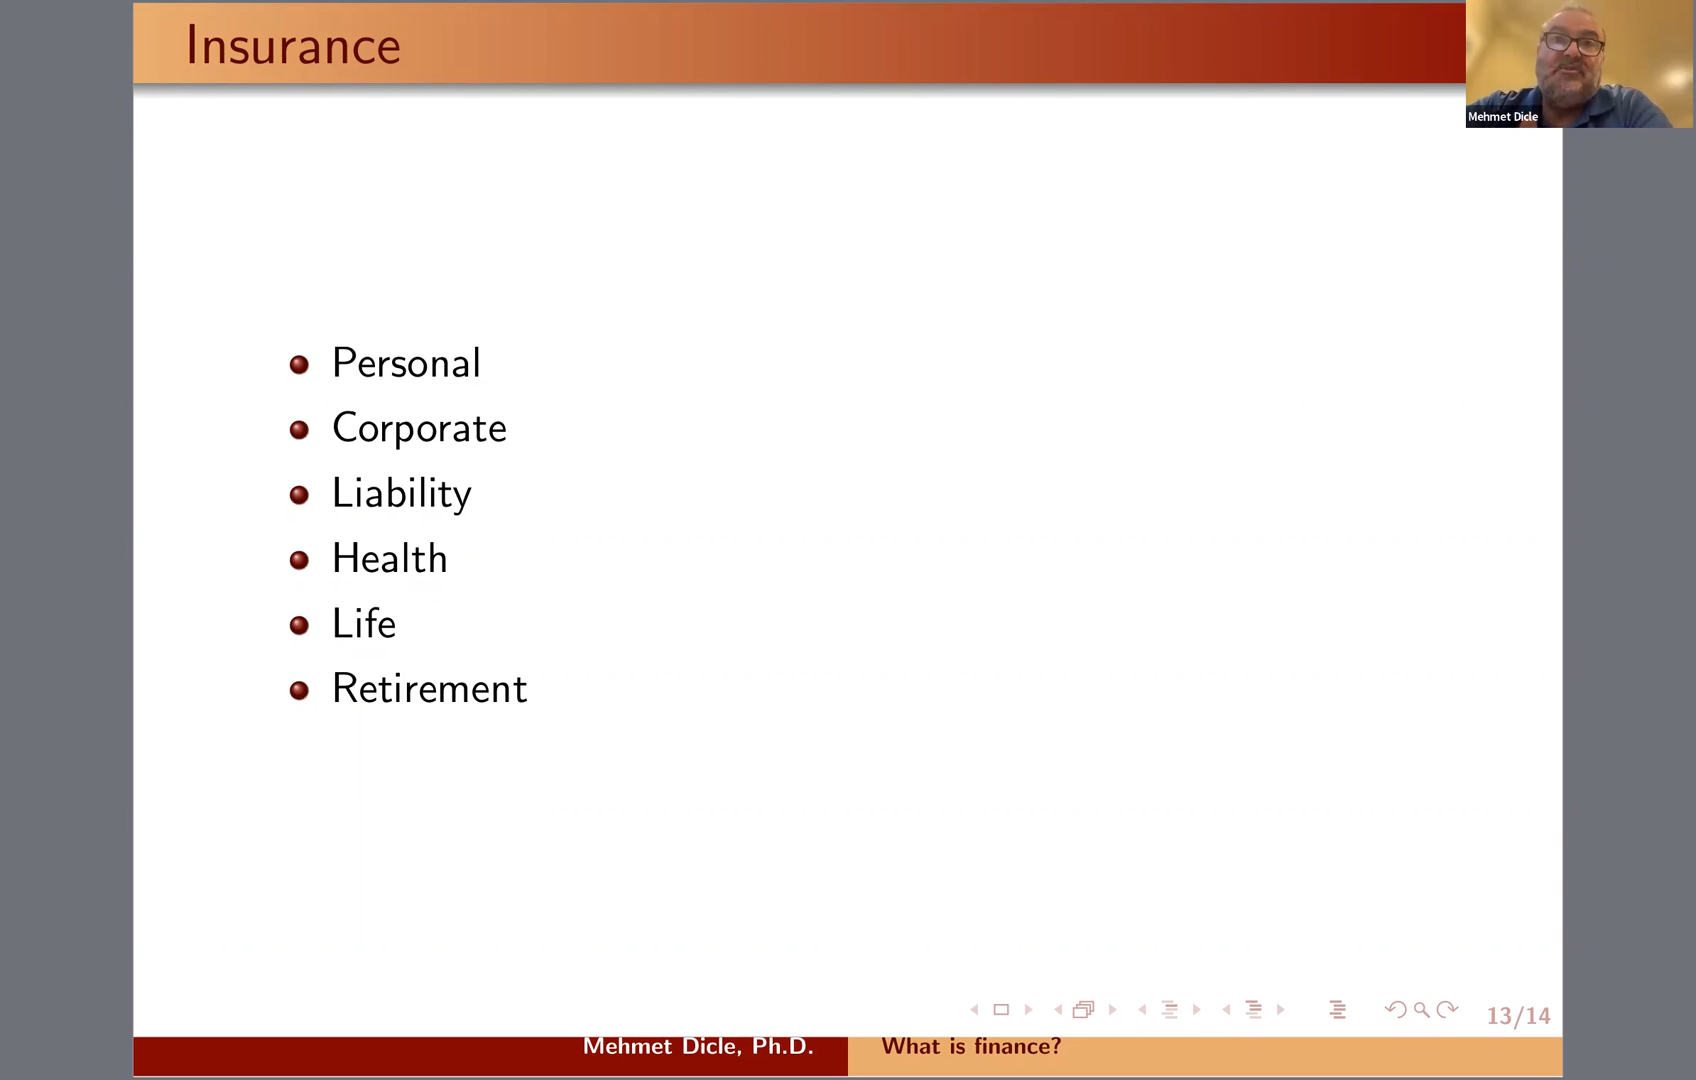 Insurance
Mehmet Dicle
Personal
Corporate
Liability
Health
Life
Retirement
13/14
Mehmet Dicle, Ph.D.
What is finance?